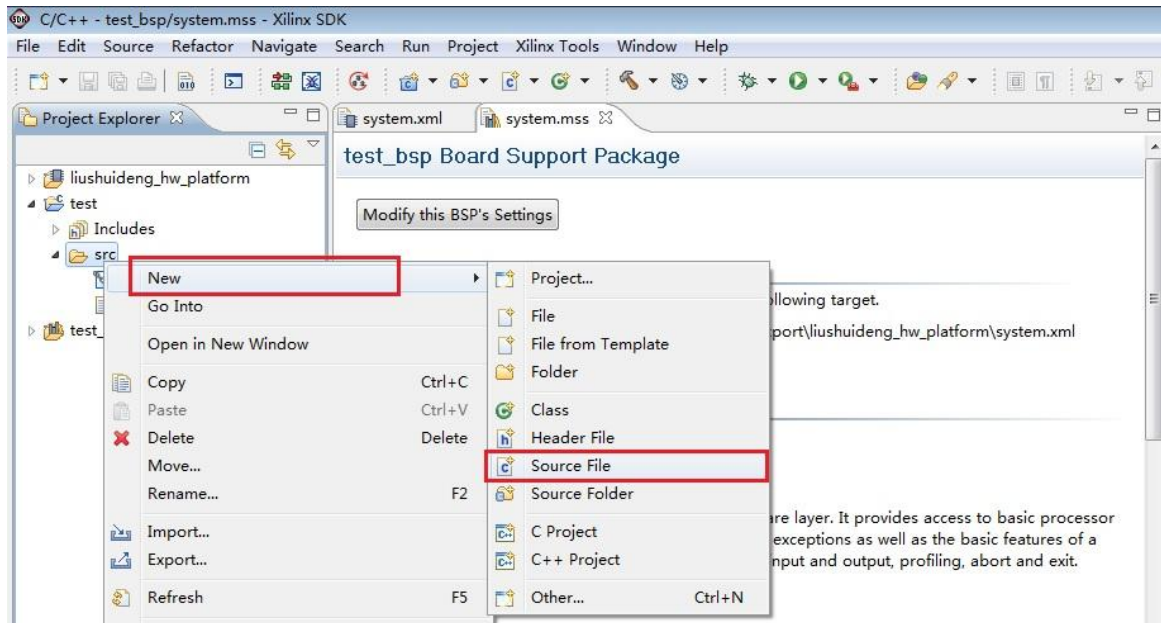 C/C++ - test_bsp/system.mss - Xilinx SDK
File Edit Source Refactor Navigate Search Run Project Xilinx Tools Window Help
Project Explorer
system.xml
system.mss
test_bsp Board Support Package
liushuideng_hw_platform
test
Modify this BSP's Settings
Includes
src
test_
New
Go Into
Open in New Window
Copy Ctrl+C
Paste Ctrl+V
Delete Delete
Move...
Rename... F2
Import...
Export...
Refresh F5
Project...
File
File from Template
Folder
Class
Header File
Source File
Source Folder
C Project
C++ Project
Other... Ctrl+N
llowing target.
port\liushuideng_hw_platform\system.xml
are layer. It provides access to basic processor
exceptions as well as the basic features of a
nput and output, profiling, abort and exit.